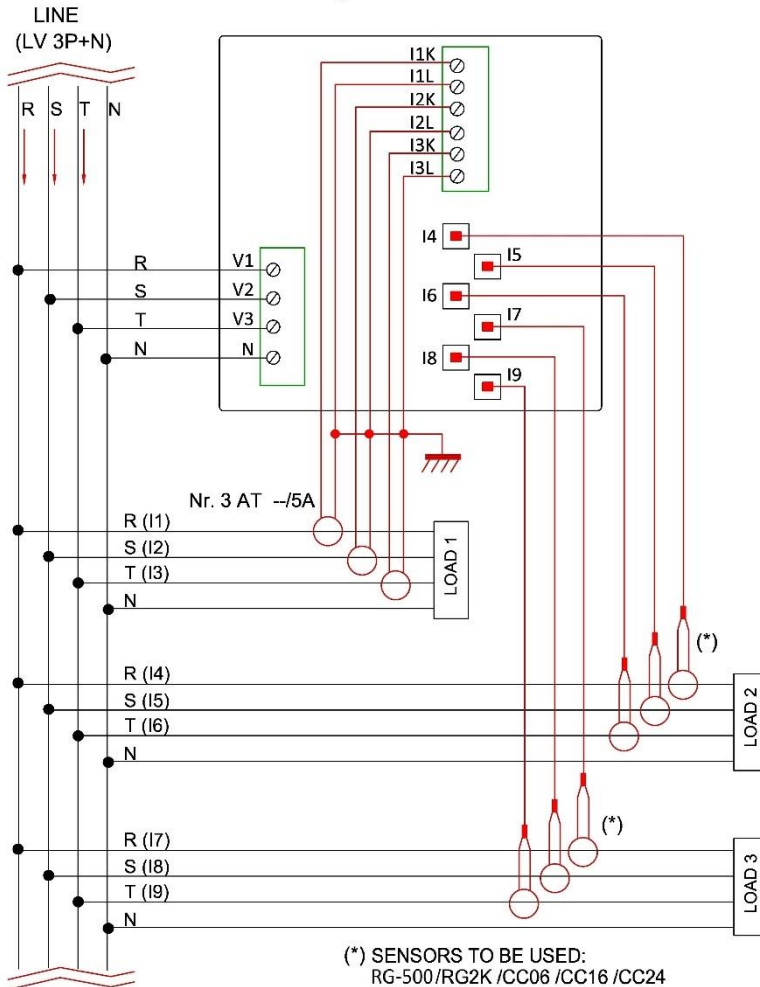 LINE
(LV 3P+N)
R S T N
I1K
I1L
I2K
I2L
I3K
I3L
I4
I5
I6
I7
I8
I9
R V1
S V2
T V3
N N
Nr. 3 AT --/5A
R (I1)
S (I2)
T (I3)
N
LOAD 1
(*)
R (I4)
S (I5)
T (I6)
N
LOAD 2
(*)
R (I7)
S (I8)
T (I9)
N
LOAD 3
(*) SENSORS TO BE USED:
RG-500/RG2K /CC06 /CC16 /CC24